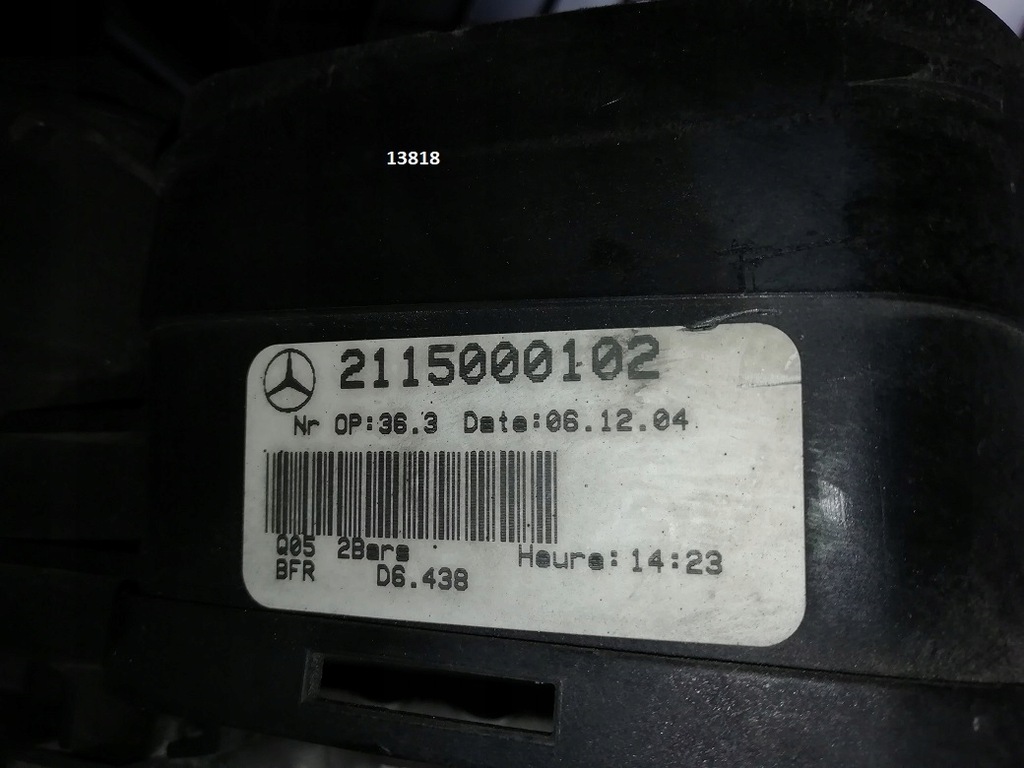 13818
2115000102
Nr OP:36.3 Date:06.12.04
Q05 2Bars
Heure: 14:23
BFR D6.438